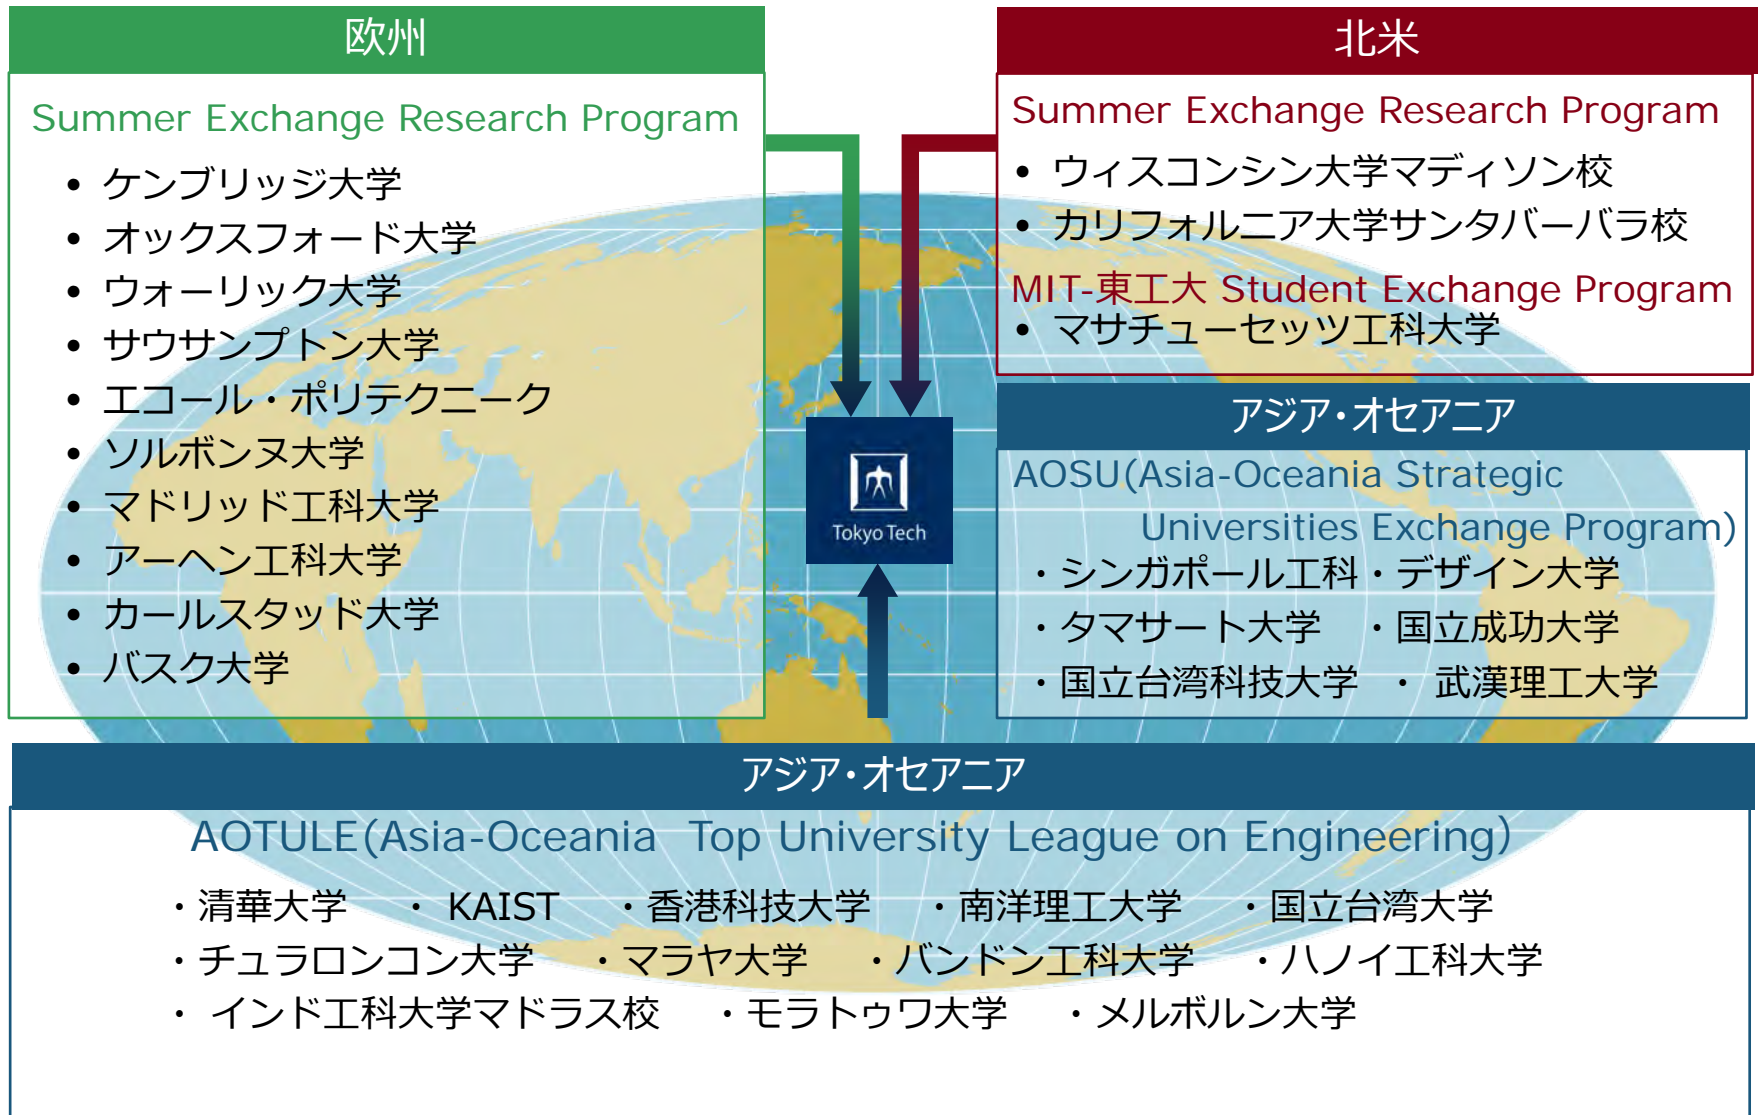 欧州
Summer Exchange Research Program
• ケンブリッジ大学
• オックスフォード大学
• ウォーリック大学
• サウサンプトン大学
• エコール・ポリテクニーク
• ソルボンヌ大学
• マドリッド工科大学
• アーヘン工科大学
• カールスタッド大学
• バスク大学
北米
Summer Exchange Research Program
• ウィスコンシン大学マディソン校
• カリフォルニア大学サンタバーバラ校
MIT-東工大 Student Exchange Program
• マサチューセッツ工科大学
Tokyo Tech
アジア・オセアニア
AOSU(Asia-Oceania Strategic
Universities Exchange Program)
・シンガポール工科・デザイン大学
・タマサート大学 ・国立成功大学
・国立台湾科技大学 ・ 武漢理工大学
アジア・オセアニア
AOTULE(Asia-Oceania Top University League on Engineering)
・清華大学 ・ KAIST ・香港科技大学 ・南洋理工大学 ・国立台湾大学
・チュラロンコン大学 ・マラヤ大学 ・バンドン工科大学 ・ハノイ工科大学
・ インド工科大学マドラス校 ・モラトゥワ大学 ・メルボルン大学